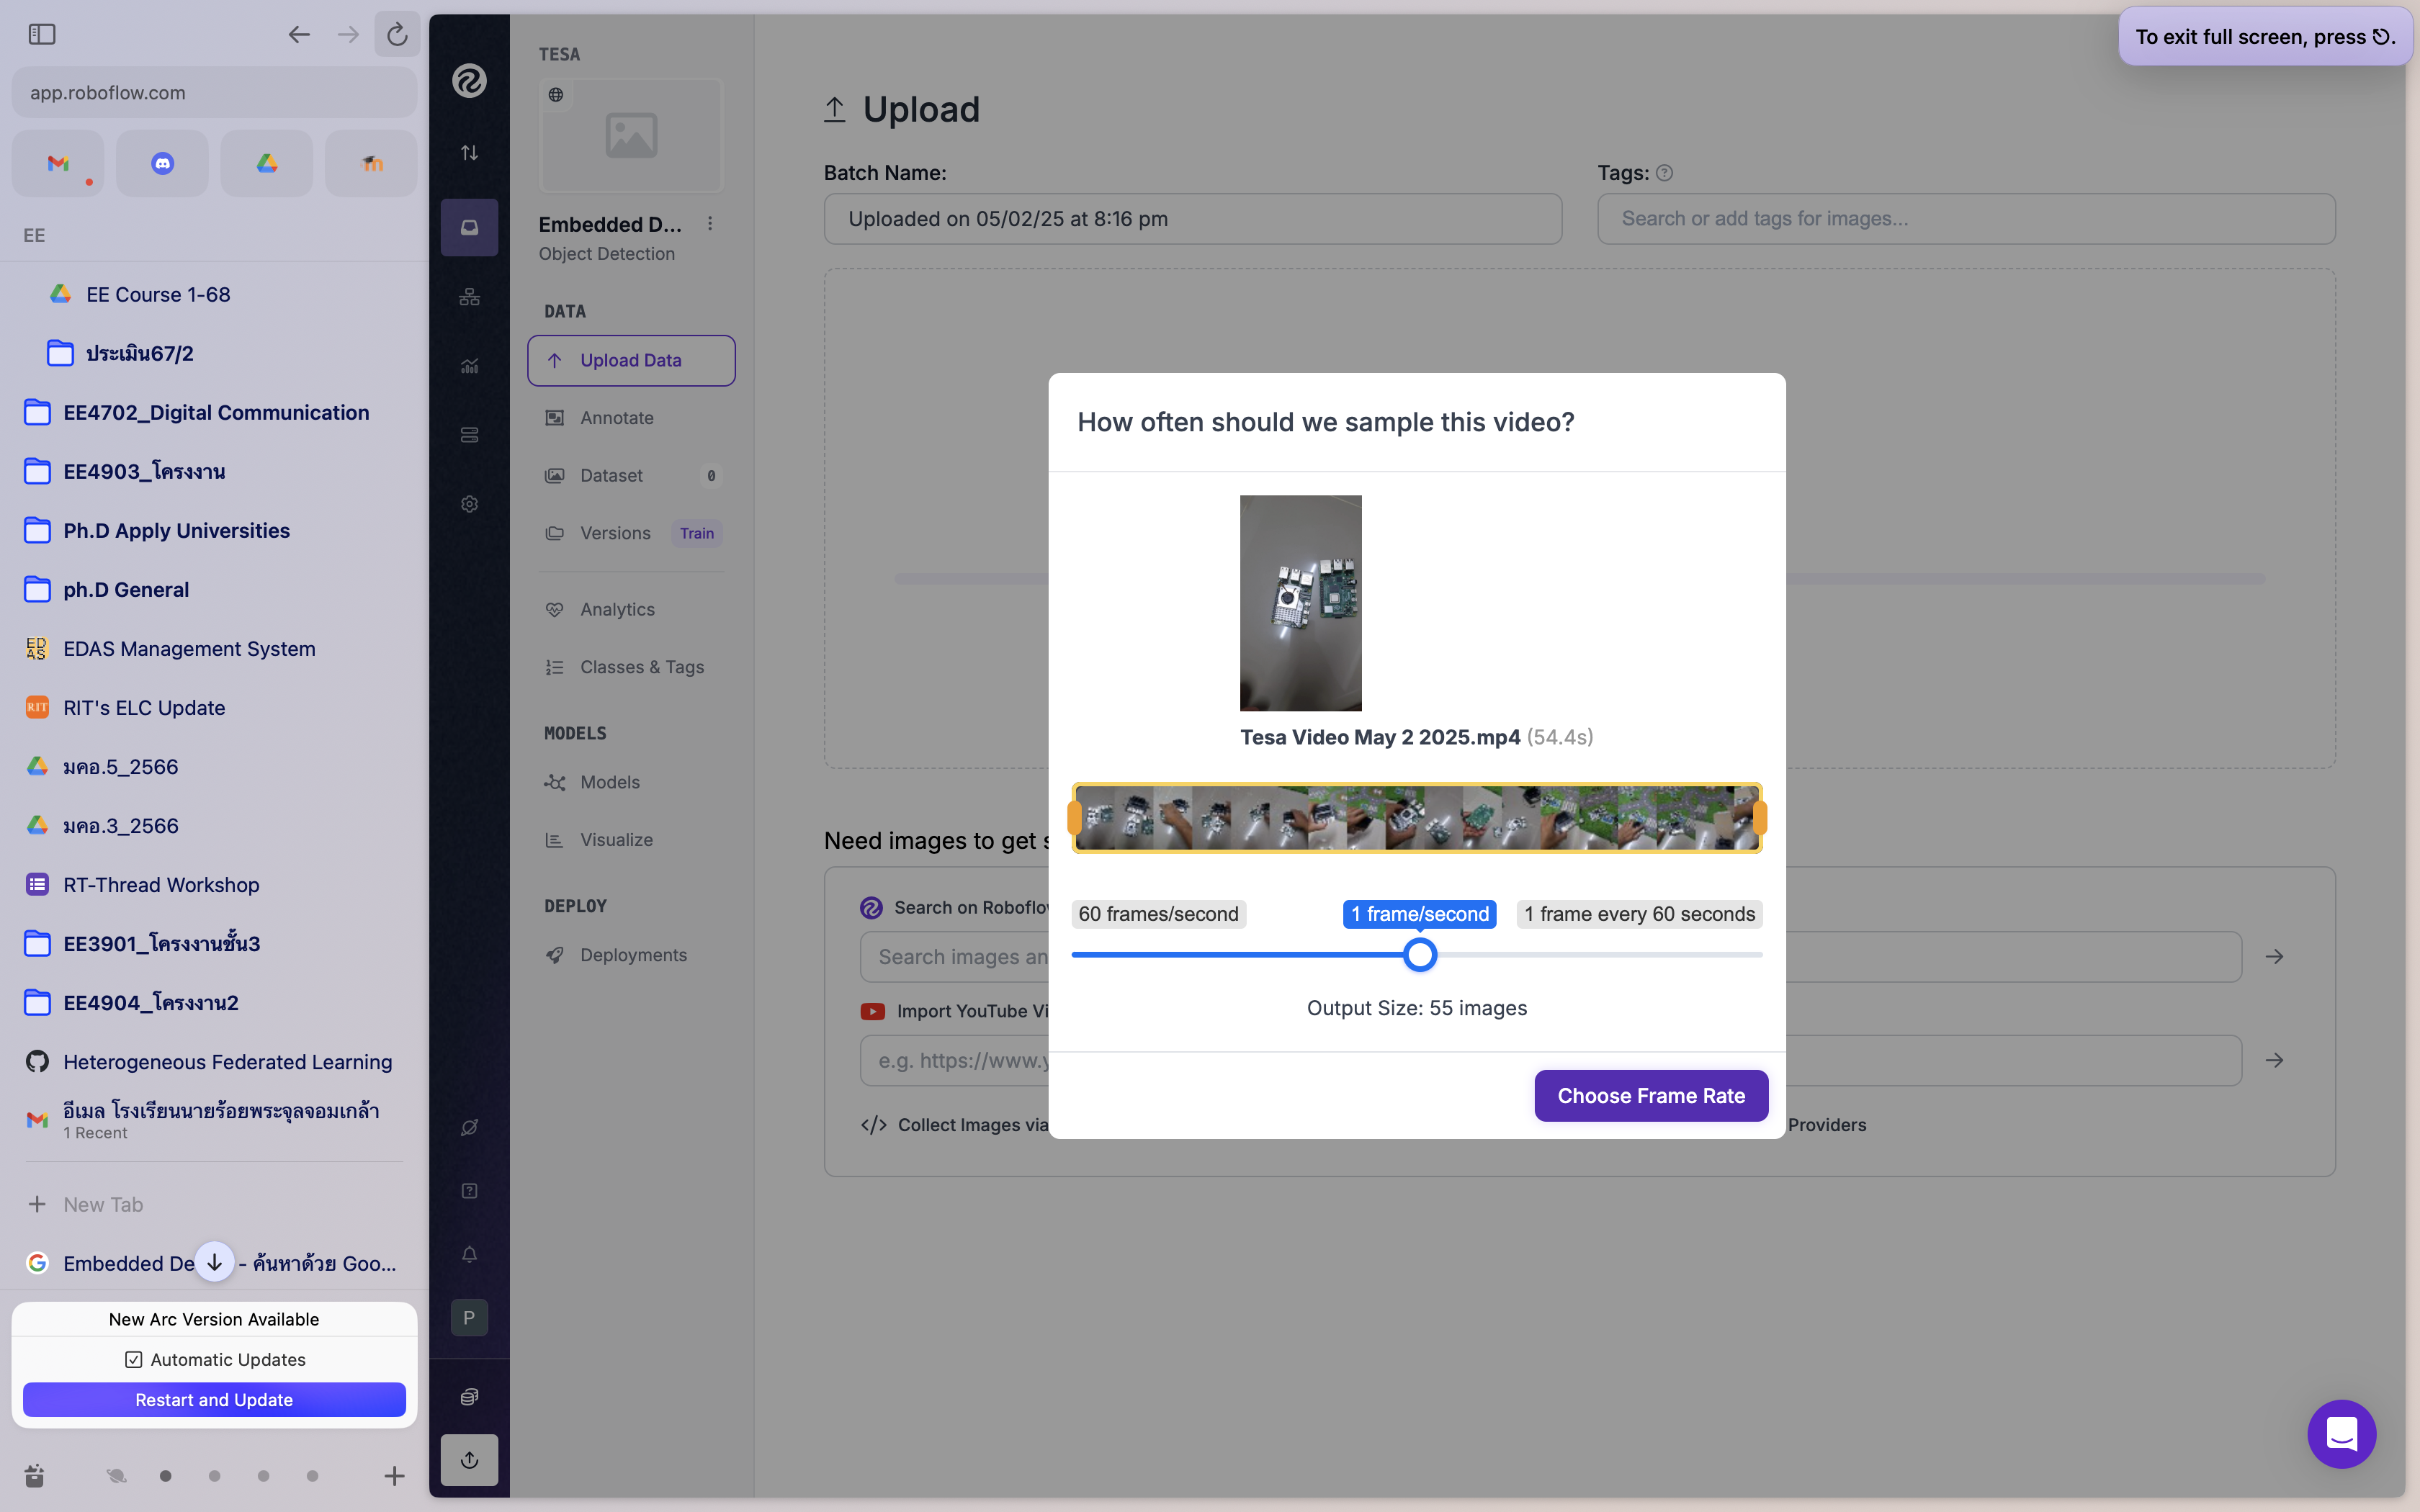 app.roboflow.com
EE
EE Course 1-68
ประเมิน67/2
EE4702_Digital Communication
EE4903_โครงงาน
Ph.D Apply Universities
ph.D General
EDAS Management System
RIT's ELC Update
มคอ.5_2566
มคอ.3_2566
RT-Thread Workshop
EE3901_โครงงานชั้น3
EE4904_โครงงาน2
Heterogeneous Federated Learning
อีเมล โรงเรียนนายร้อยพระจุลจอมเกล้า
1 Recent
New Tab
Embedded De - ค้นหาด้วย Goo...
New Arc Version Available
Automatic Updates
Restart and Update
P
TESA
Embedded D...
Object Detection
DATA
Upload Data
Annotate
Dataset 0
Versions Train
Analytics
Classes & Tags
MODELS
Models
Visualize
DEPLOY
Deployments
To exit full screen, press
Upload
Batch Name:
Uploaded on 05/02/25 at 8:16 pm
Tags:
Search or add tags for images...
How often should we sample this video?
Tesa Video May 2 2025.mp4 (54.4s)
60 frames/second
1 frame/second
1 frame every 60 seconds
Output Size: 55 images
Choose Frame Rate
Need images to get s
Search on Roboflo
Search images an
Import YouTube Vi
e.g. https://www.y
</> Collect Images via
Providers